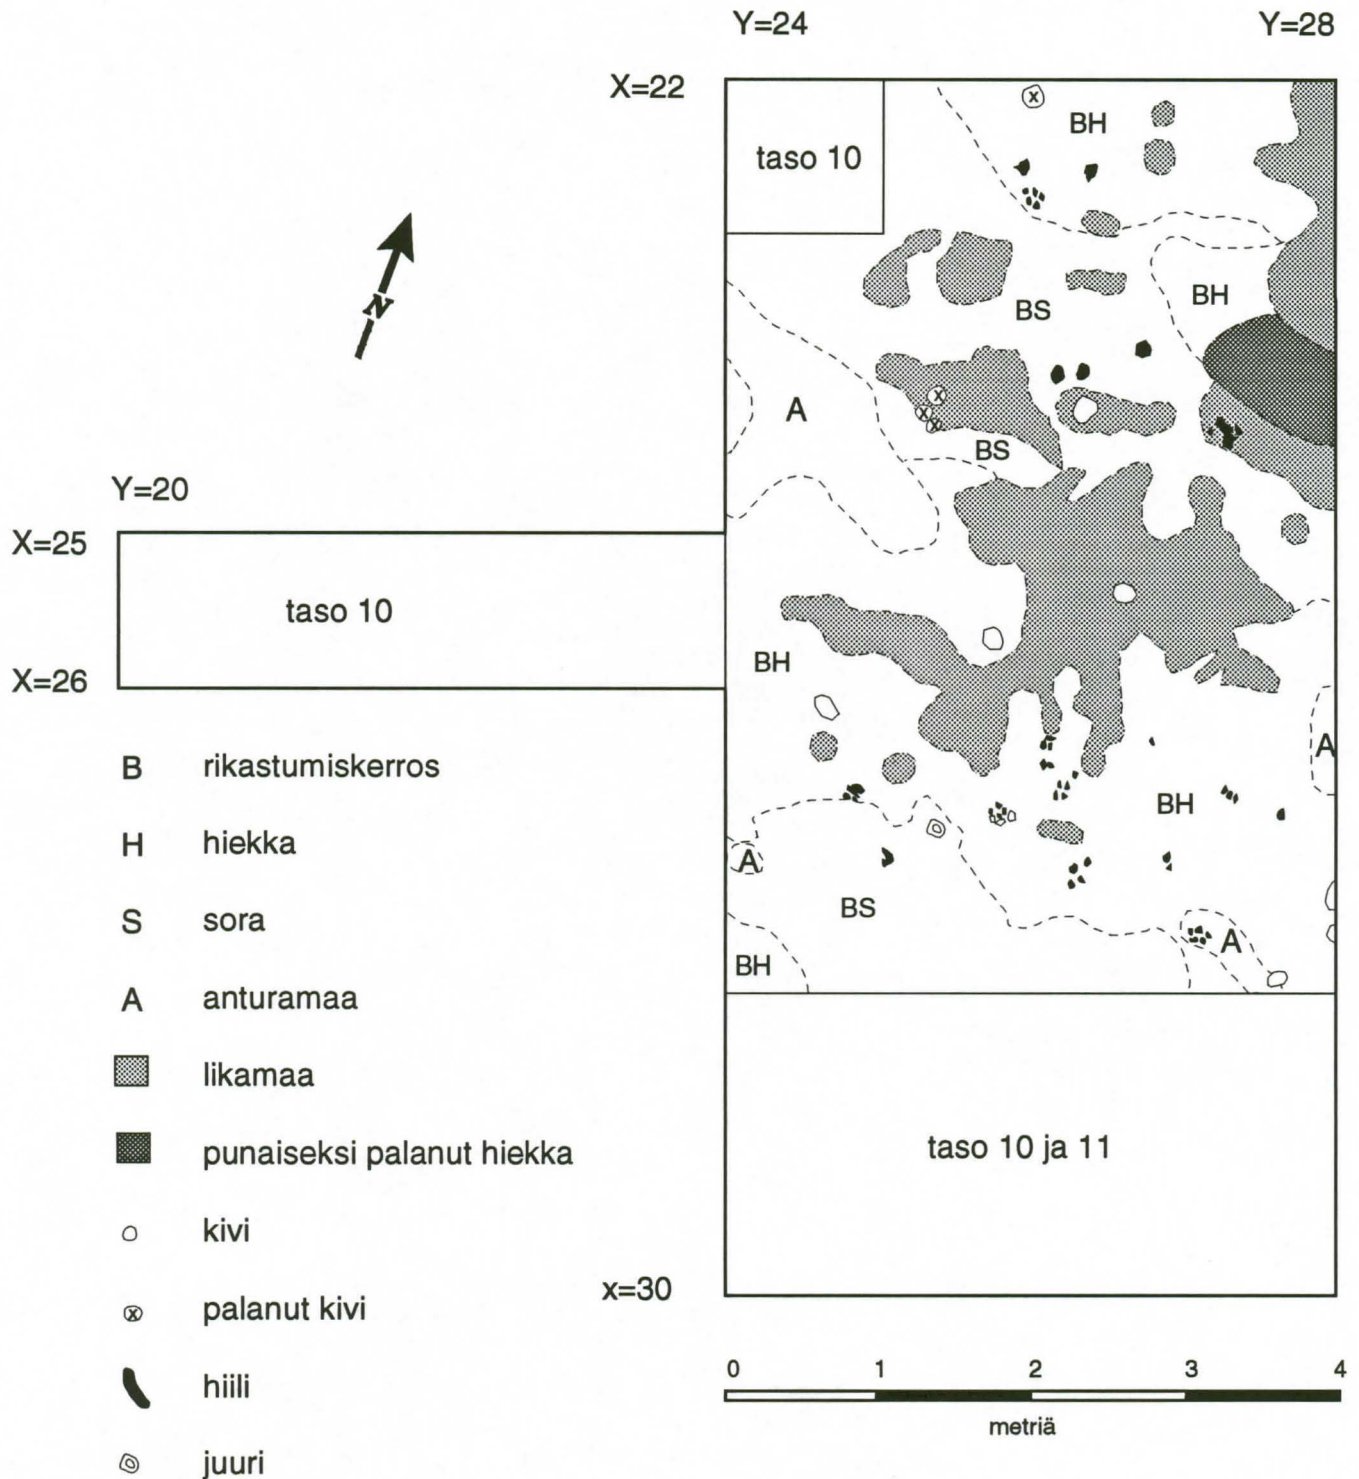 Y=24 Y=28
X=22
x
BH
taso 10
N
BH
BS
A
x
x
x
BS
Y=20
X=25
taso 10
BH
X=26
A
B rikastumiskerros
BH
H hiekka
A
S sora
BS
A
BH
A anturamaa
likamaa
punaiseksi palanut hiekka
taso 10 ja 11
kivi
x=30
x palanut kivi
0 1 2 3 4
hiili
metriä
juuri